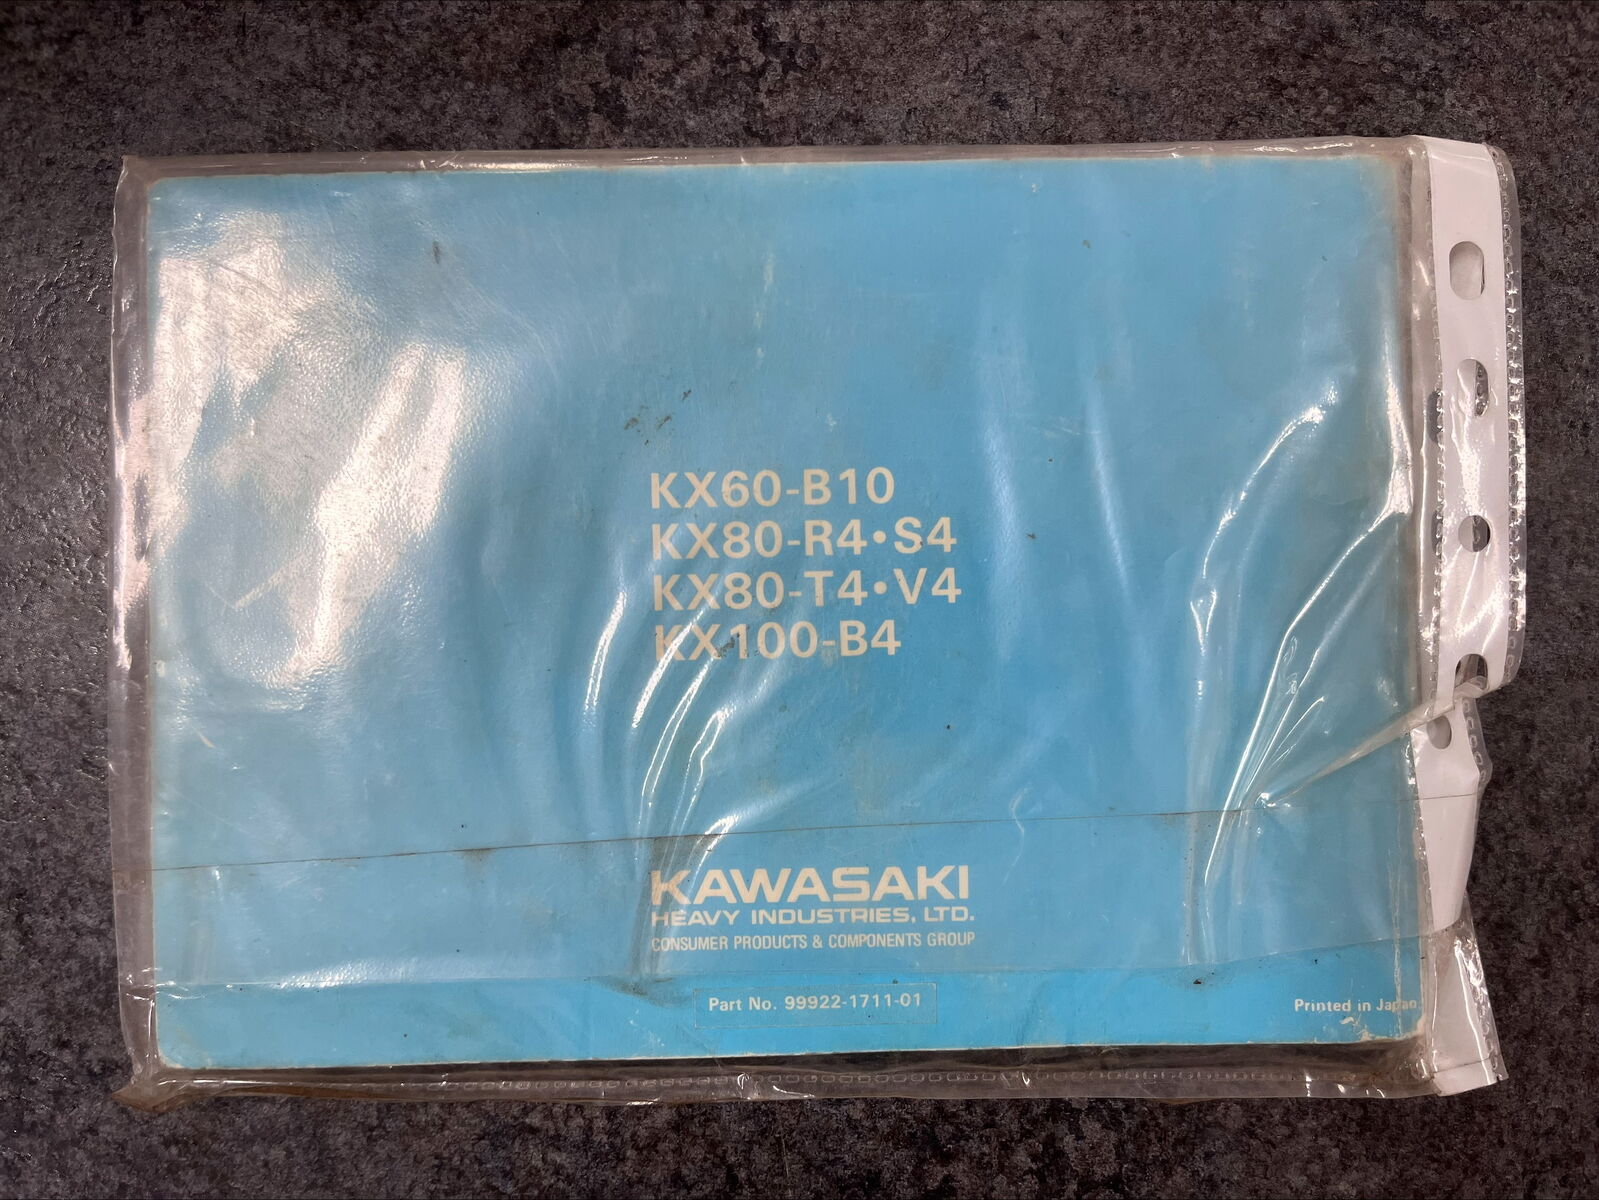 KX60-B10
KX80-R4•S4
KX80-T4•V4
KX100-B4
KAWASAKI
HEAVY INDUSTRIES, LTD.
CONSUMER PRODUCTS & COMPONENTS GROUP
Part No. 99922-1711-01
Printed in Japan